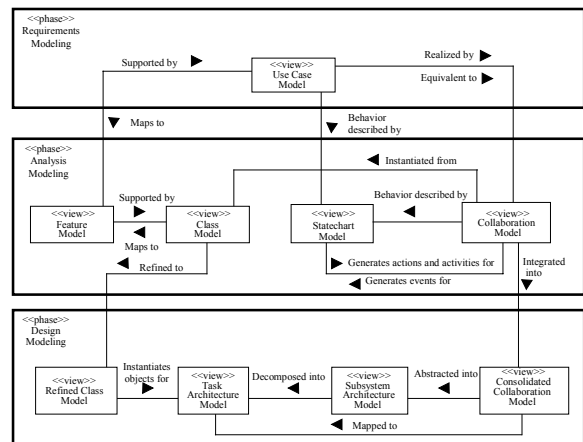 <<phase>>
Requirements
Modeling
Supported by
<<view>>
Use Case
Model
Realized by
Equivalent to
Maps to
Behavior
described by
<<phase>>
Analysis
Modeling
Instantiated from
Supported by
Behavior described by
<<view>>
Feature
Model
<<view>>
Class
Model
<<view>>
Statechart
Model
<<view>>
Collaboration
Model
Maps to
Refined to
Generates actions and activities for
Generates events for
Integrated
into
<<phase>>
Design
Modeling
<<view>>
Refined Class
Model
Instantiates
objects for
<<view>>
Task
Architecture
Model
Decomposed into
<<view>>
Subsystem
Architecture
Model
Abstracted into
<<view>>
Consolidated
Collaboration
Model
Mapped to